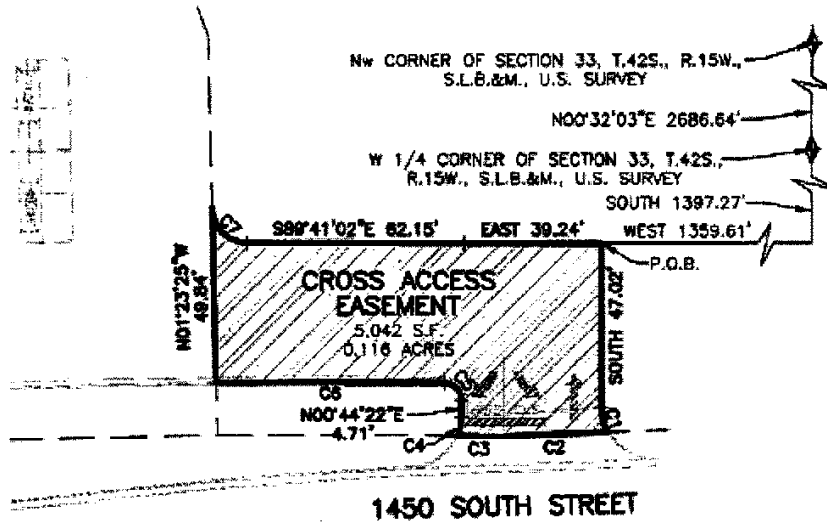 Nw CORNER OF SECTION 33, T.42S., R.15W.,
S.L.B.&M., U.S. SURVEY
N00°32'03"E 2686.64'
W 1/4 CORNER OF SECTION 33, T.42S.,
R.15W., S.L.B.&M., U.S. SURVEY
SOUTH 1397.27'
WEST 1359.61'
C7
S89°41'02"E 62.15'
EAST 39.24'
P.O.B.
N01°23'25"W
49.84'
CROSS ACCESS
EASEMENT
5,042 S.F.
0.116 ACRES
SOUTH 47.02'
C6
N00°44'22"E
4.71'
C4
C3
C2
1450 SOUTH STREET